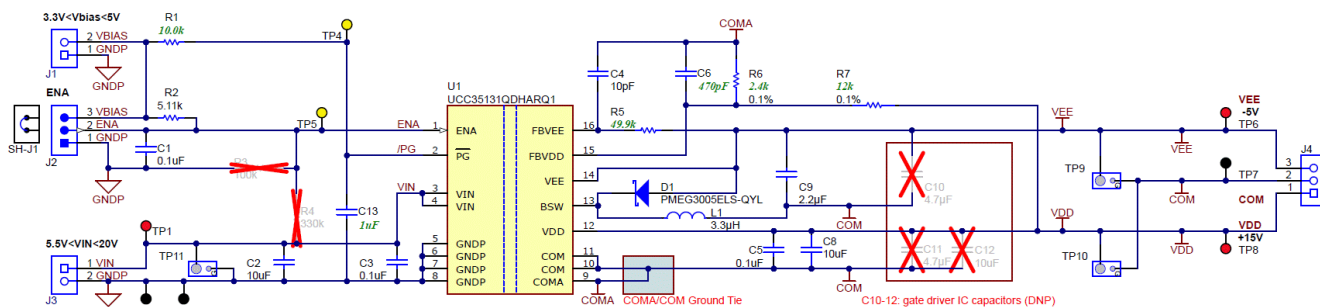 3.3V<Vbias<5V
2 VBIAS
1 GNDP
J1
GNDP
R1
10.0k
TP4
ENA
R2
5.11k
3 VBIAS
2 ENA
1 GNDP
J2
SH-J1
TP5
C1
0.1uF
GNDP
R3
100k
R4
330k
C13
1uF
TP1
5.5V<VIN<20V
1 VIN
2 GNDP
J3
GNDP
TP11
C2
10uF
C3
0.1uF
VIN
ENA
/PG
U1
UCC35131QDHARQ1
1 ENA
2 PG
3 VIN
4 VIN
5 GNDP
6 GNDP
7 GNDP
8 GNDP
FBVEE 16
FBVDD 15
VEE 14
BSW 13
VDD 12
COM 11
COM 10
COMA 9
COMA
C4
10pF
C6
470pF
R6
2.4k
0.1%
R7
12k
0.1%
R5
49.9k
D1
PMEG3005ELS-QYL
L1
3.3µH
C9
2.2µF
COM
C5
0.1uF
C8
10uF
COM
COMA
COMA/COM Ground Tie
C10
4.7µF
C11
4.7µF
C12
10uF
C10-12: gate driver IC capacitors (DNP)
VEE
VDD
TP9
TP10
VEE
COM
VDD
VEE
-5V
TP6
TP7
COM
VDD
+15V
TP8
J4
3
2
1